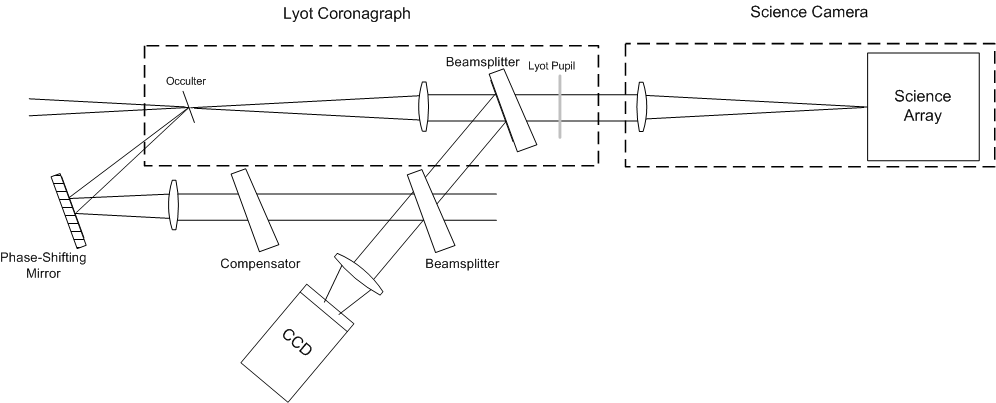 Lyot Coronagraph
Science Camera
Occulter
Beamsplitter
Lyot Pupil
Science
Array
Phase-Shifting
Mirror
Compensator
Beamsplitter
CCD